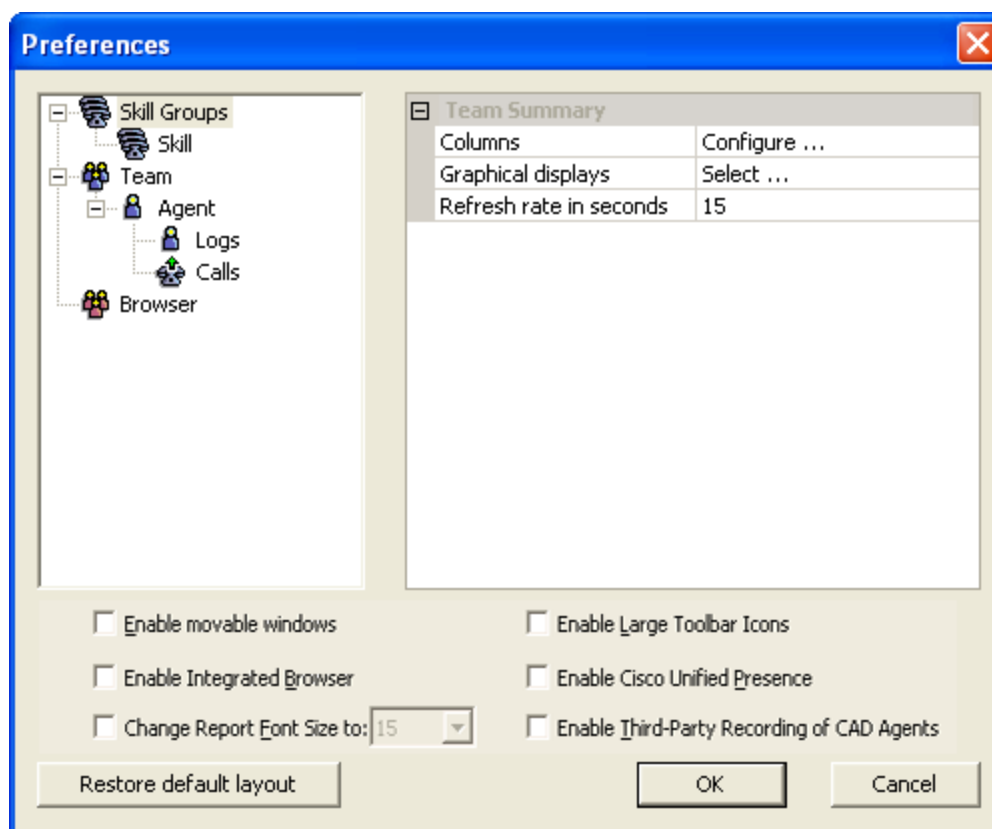 Preferences
Skill Groups
Skill
Team
Agent
Logs
Calls
Browser
Team Summary
Columns Configure ...
Graphical displays Select ...
Refresh rate in seconds 15
Enable movable windows
Enable Large Toolbar Icons
Enable Integrated Browser
Enable Cisco Unified Presence
Change Report Font Size to: 15
Enable Third-Party Recording of CAD Agents
Restore default layout
OK
Cancel